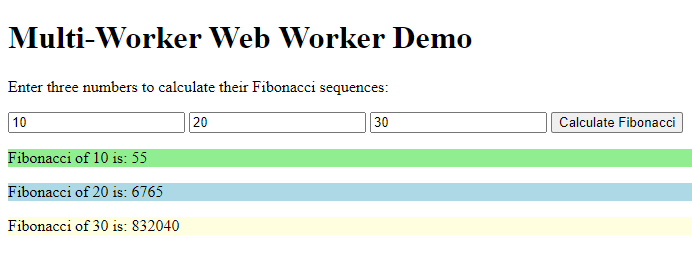 Multi-Worker Web Worker Demo
Enter three numbers to calculate their Fibonacci sequences:
10 20 30 Calculate Fibonacci
Fibonacci of 10 is: 55
Fibonacci of 20 is: 6765
Fibonacci of 30 is: 832040